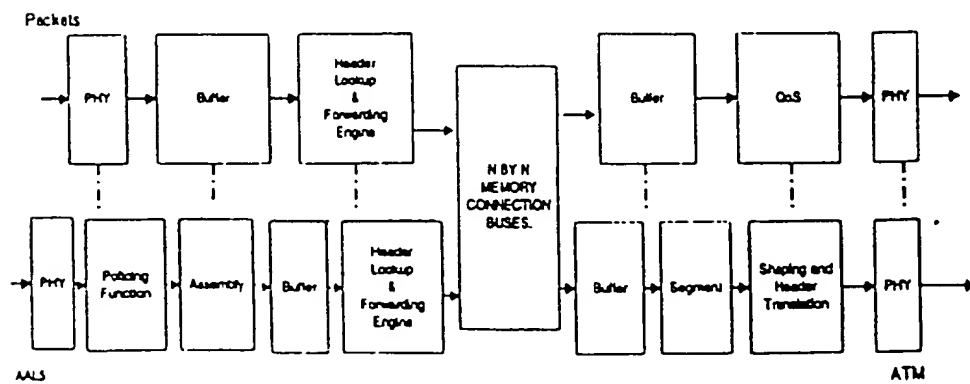 Packets
PHY
Buffer
Header
Lookup
&
Forwarding
Engine
N BY N
MEMORY
CONNECTION
BUSES.
Buffer
QoS
PHY
PHY
Policing
Function
Assembly
Buffer
Header
Lookup
&
Forwarding
Engine
Buffer
Segment
Shaping and
Header
Translation
PHY
AAL5
ATM